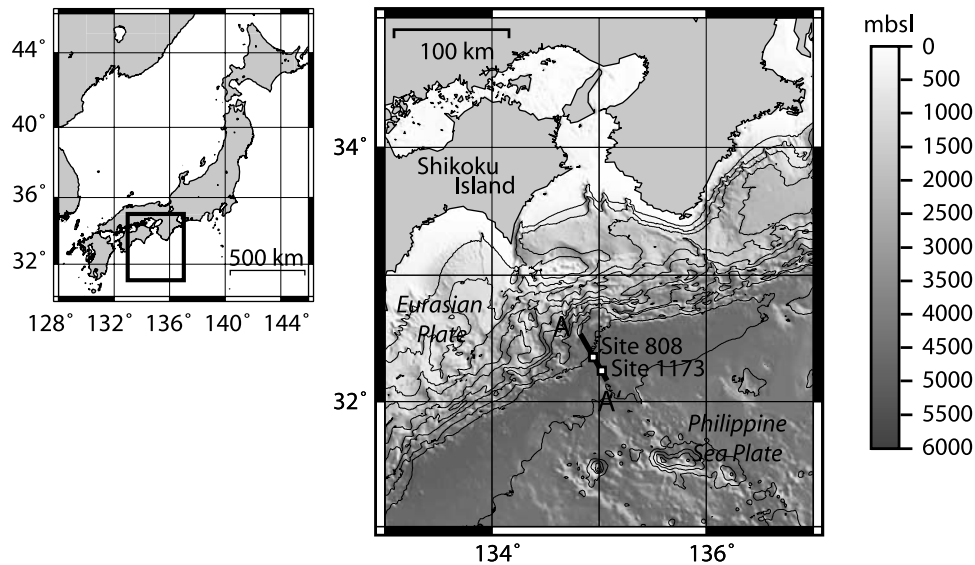 44˚
40˚
36˚
32˚
500 km
128˚ 132˚ 136˚ 140˚ 144˚
100 km
34˚
32˚
Shikoku
Island
Eurasian
Plate
A
Site 808
Site 1173
A'
Philippine
Sea Plate
134˚ 136˚
mbsl
0
500
1000
1500
2000
2500
3000
3500
4000
4500
5000
5500
6000